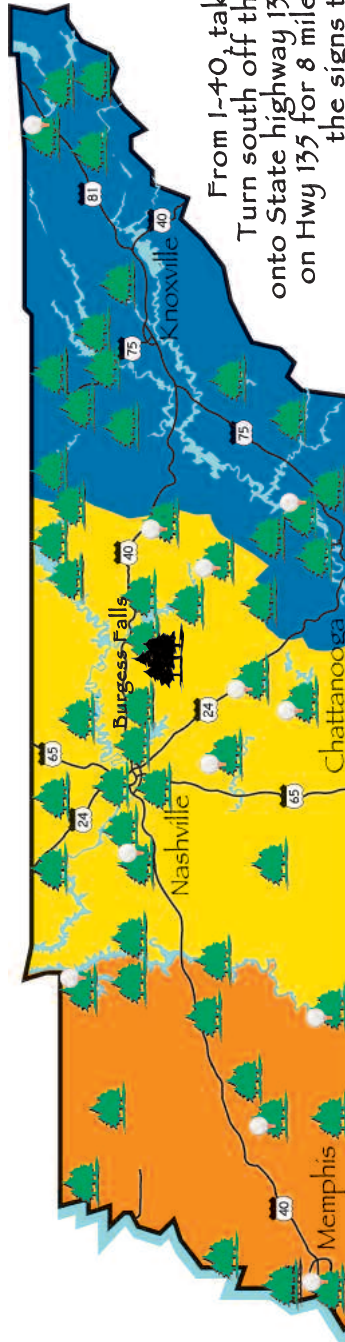 65
24
Nashville
Burgess Falls
40
24
65
75
Knoxville
40
81
75
Chattanooga
40
Memphis
From I-40, tak
Turn south off th
onto State highway 13
on Hwy 135 for 8 mile
the signs t